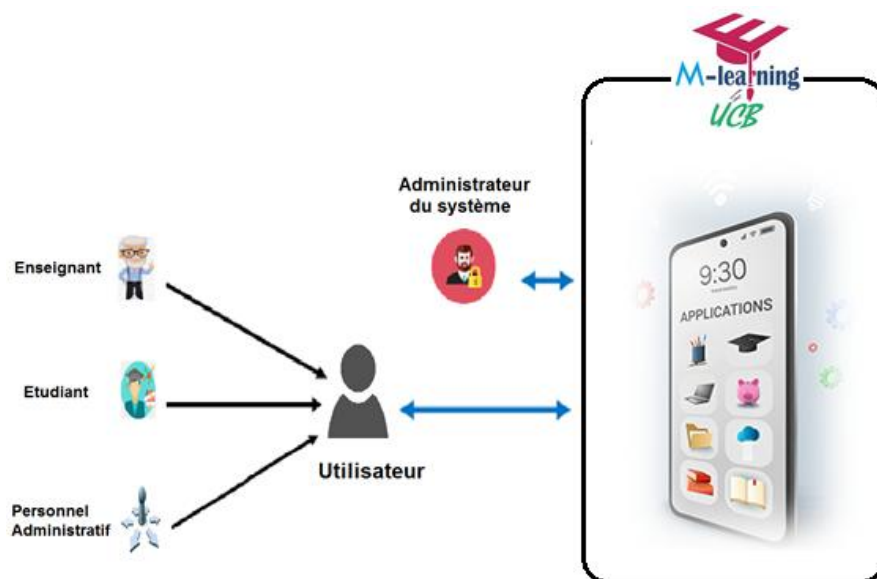 M-learning
UCB
Administrateur
du système
Enseignant
Etudiant
Utilisateur
Personnel
Administratif
9:30
APPLICATIONS